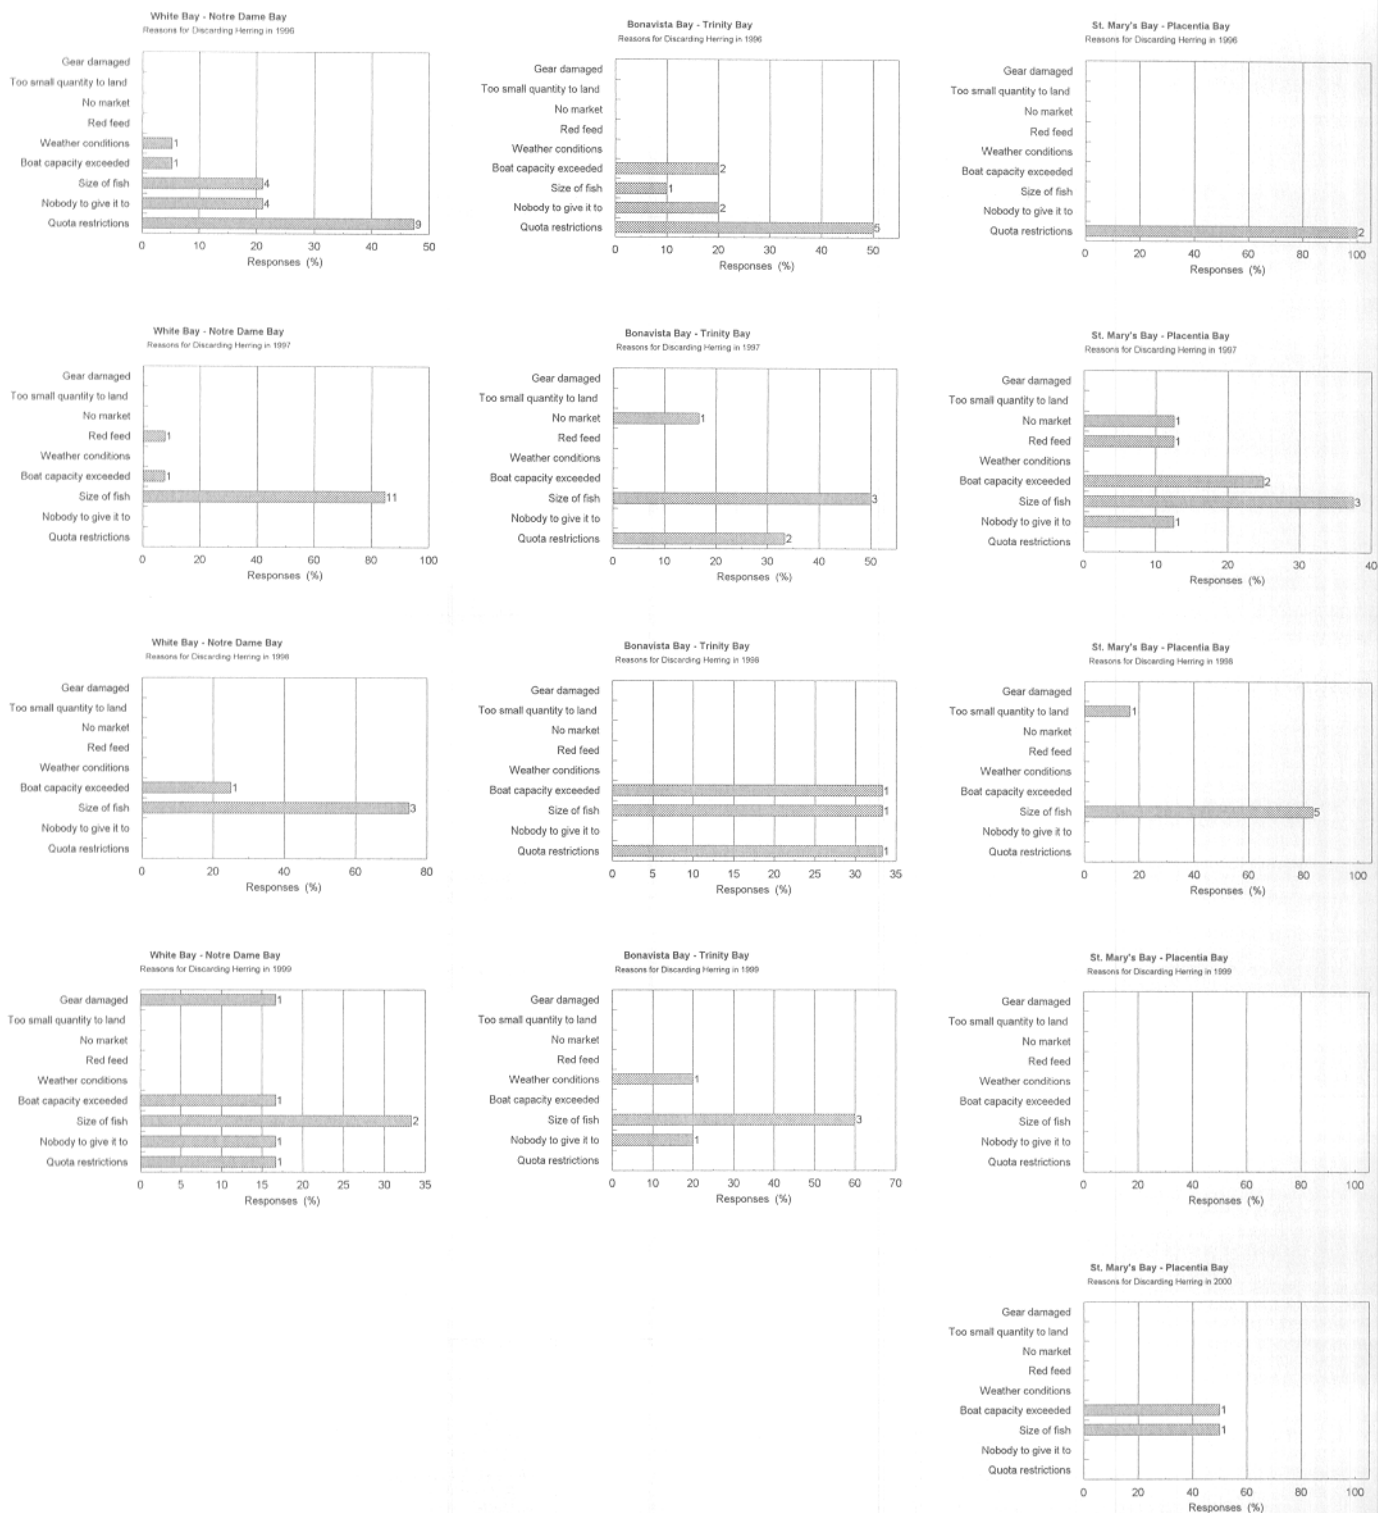 White Bay - Notre Dame Bay
Reasons for Discarding Herring in 1996
Gear damaged
Too small quantity to land
No market
Red feed
Weather conditions 1
Boat capacity exceeded 1
Size of fish 4
Nobody to give it to 4
Quota restrictions 9
0 10 20 30 40 50
Responses (%)
Bonavista Bay - Trinity Bay
Reasons for Discarding Herring in 1996
Gear damaged
Too small quantity to land
No market
Red feed
Weather conditions
Boat capacity exceeded 2
Size of fish 1
Nobody to give it to 2
Quota restrictions 5
0 10 20 30 40 50
Responses (%)
St. Mary's Bay - Placentia Bay
Reasons for Discarding Herring in 1996
Gear damaged
Too small quantity to land
No market
Red feed
Weather conditions
Boat capacity exceeded
Size of fish
Nobody to give it to
Quota restrictions 2
0 20 40 60 80 100
Responses (%)
White Bay - Notre Dame Bay
Reasons for Discarding Herring in 1997
Gear damaged
Too small quantity to land
No market
Red feed 1
Weather conditions
Boat capacity exceeded 1
Size of fish 11
Nobody to give it to
Quota restrictions
0 20 40 60 80 100
Responses (%)
Bonavista Bay - Trinity Bay
Reasons for Discarding Herring in 1997
Gear damaged
Too small quantity to land
No market 1
Red feed
Weather conditions
Boat capacity exceeded
Size of fish 3
Nobody to give it to
Quota restrictions 2
0 10 20 30 40 50
Responses (%)
St. Mary's Bay - Placentia Bay
Reasons for Discarding Herring in 1997
Gear damaged
Too small quantity to land
No market 1
Red feed 1
Weather conditions
Boat capacity exceeded 2
Size of fish 3
Nobody to give it to 1
Quota restrictions
0 10 20 30 40
Responses (%)
White Bay - Notre Dame Bay
Reasons for Discarding Herring in 1998
Gear damaged
Too small quantity to land
No market
Red feed
Weather conditions
Boat capacity exceeded 1
Size of fish 3
Nobody to give it to
Quota restrictions
0 20 40 60 80
Responses (%)
Bonavista Bay - Trinity Bay
Reasons for Discarding Herring in 1998
Gear damaged
Too small quantity to land
No market
Red feed
Weather conditions
Boat capacity exceeded 1
Size of fish 1
Nobody to give it to
Quota restrictions 1
0 5 10 15 20 25 30 35
Responses (%)
St. Mary's Bay - Placentia Bay
Reasons for Discarding Herring in 1998
Gear damaged
Too small quantity to land 1
No market
Red feed
Weather conditions
Boat capacity exceeded
Size of fish 5
Nobody to give it to
Quota restrictions
0 20 40 60 80 100
Responses (%)
White Bay - Notre Dame Bay
Reasons for Discarding Herring in 1999
Gear damaged 1
Too small quantity to land
No market
Red feed
Weather conditions
Boat capacity exceeded 1
Size of fish 2
Nobody to give it to 1
Quota restrictions 1
0 5 10 15 20 25 30 35
Responses (%)
Bonavista Bay - Trinity Bay
Reasons for Discarding Herring in 1999
Gear damaged
Too small quantity to land
No market
Red feed
Weather conditions 1
Boat capacity exceeded
Size of fish 3
Nobody to give it to 1
Quota restrictions
0 10 20 30 40 50 60 70
Responses (%)
St. Mary's Bay - Placentia Bay
Reasons for Discarding Herring in 1999
Gear damaged
Too small quantity to land
No market
Red feed
Weather conditions
Boat capacity exceeded
Size of fish
Nobody to give it to
Quota restrictions
0 20 40 60 80 100
Responses (%)
St. Mary's Bay - Placentia Bay
Reasons for Discarding Herring in 2000
Gear damaged
Too small quantity to land
No market
Red feed
Weather conditions
Boat capacity exceeded 1
Size of fish 1
Nobody to give it to
Quota restrictions
0 20 40 60 80 100
Responses (%)